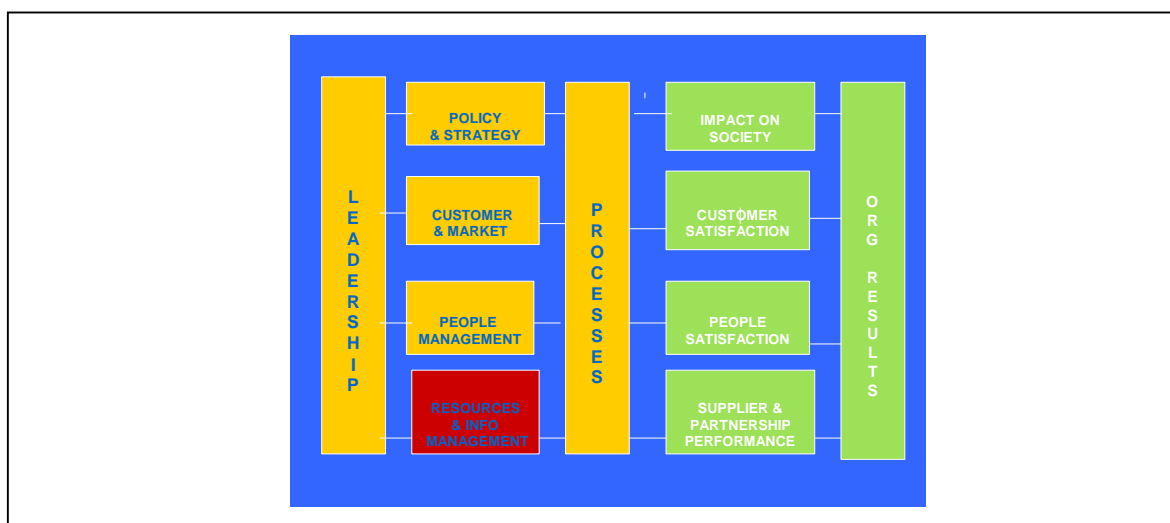 LEADERSHIP
POLICY
& STRATEGY
CUSTOMER
& MARKET
PEOPLE
MANAGEMENT
RESOURCES
& INFO
MANAGEMENT
PROCESSES
IMPACT ON
SOCIETY
CUSTOMER
SATISFACTION
PEOPLE
SATISFACTION
SUPPLIER &
PARTNERSHIP
PERFORMANCE
ORG RESULTS